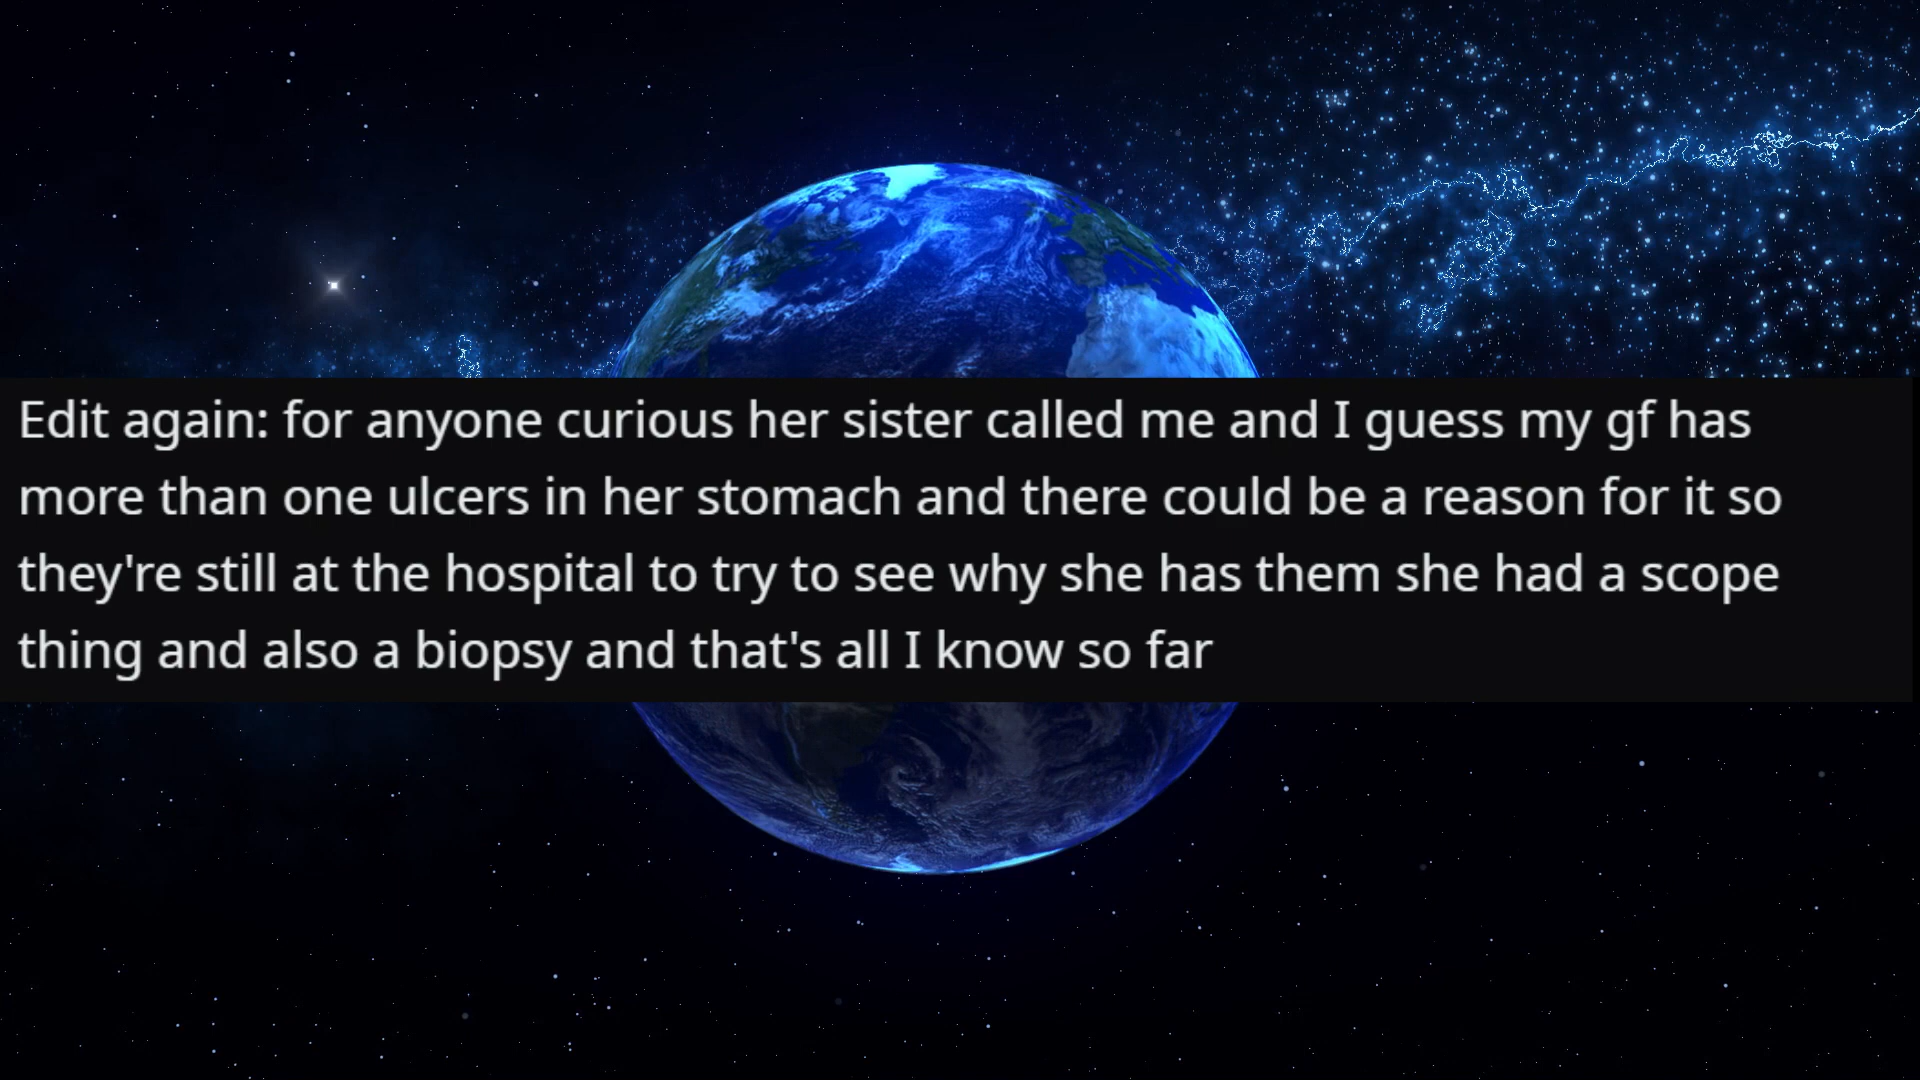 Edit again: for anyone curious her sister called me and I guess my gf has
more than one ulcers in her stomach and there could be a reason for it so
they're still at the hospital to try to see why she has them she had a scope
thing and also a biopsy and that's all I know so far